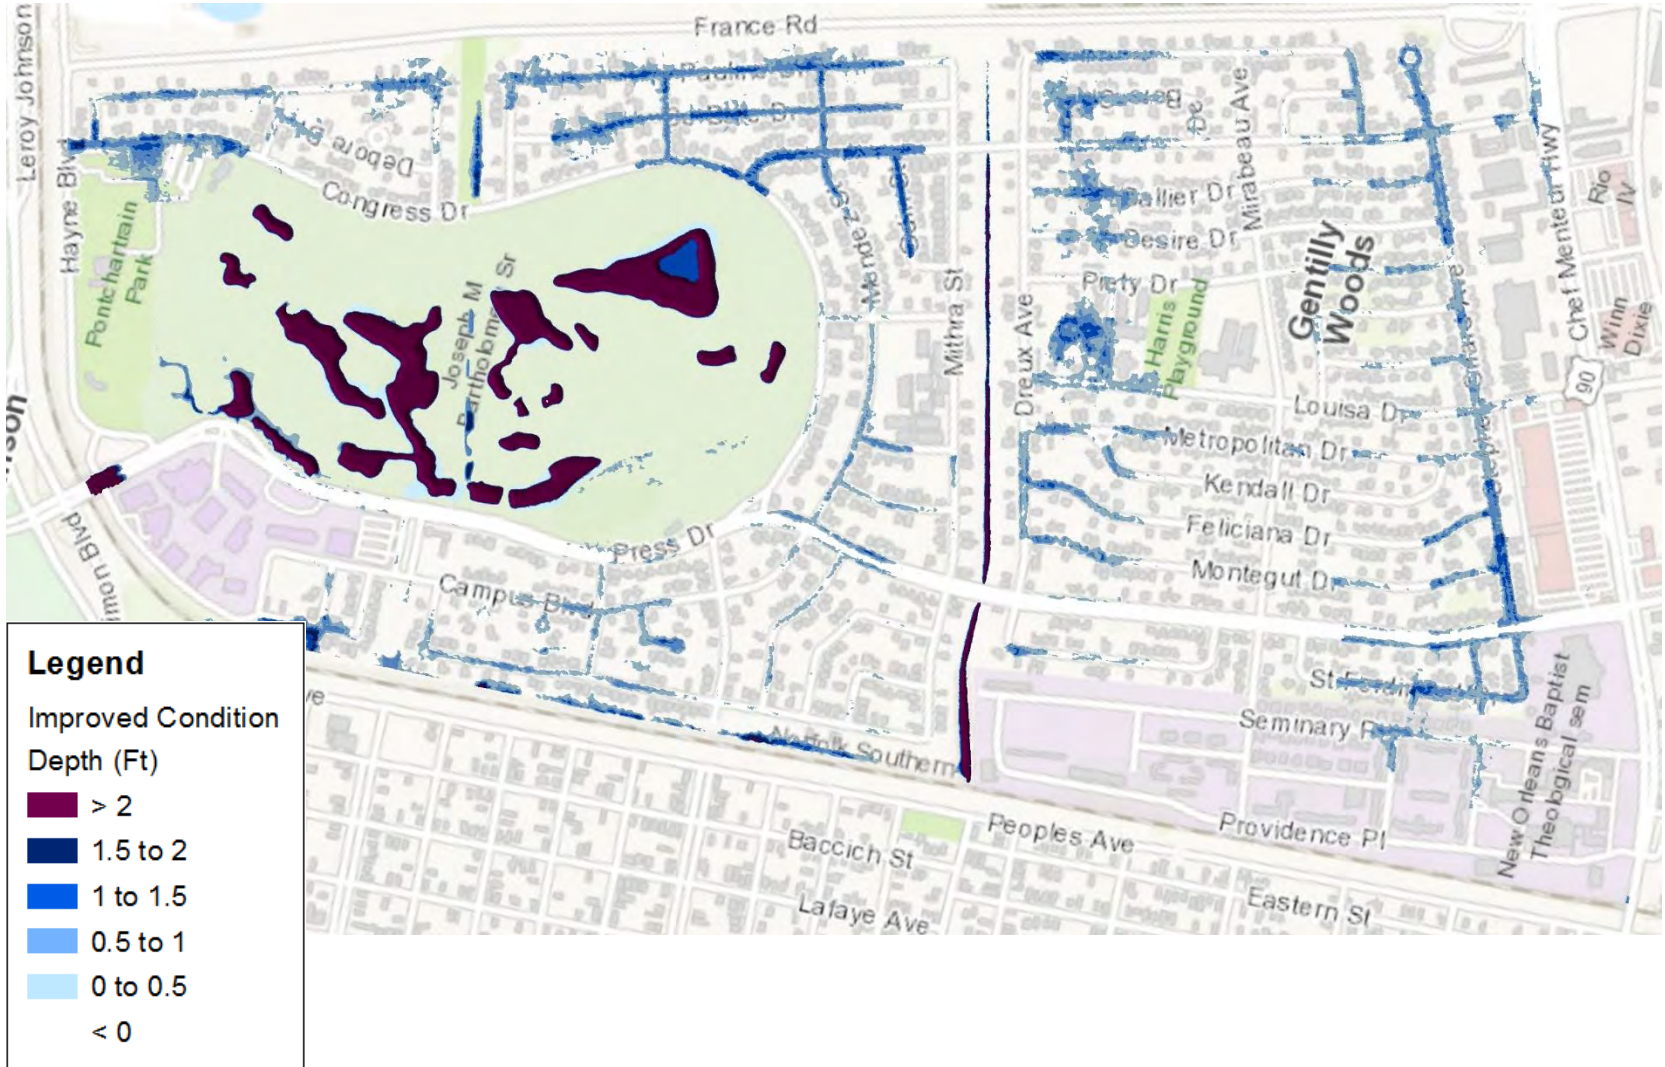 France Rd
Leroy Johnson
Hayne Blvd
Debore
Congress Dr
Pontchartrain
Park
Joseph M
Bartholomew
Sr
Mendez St
Mithra St
Dreux Ave
Mirabeau Ave
De
Pallier Dr
Desire Dr
Piety Dr
Harris
Playground
Gentilly
Woods
Chef Menteur Hwy
Rio
IV
Winn
Dixie
90
Louisa Dr
Metropolitan Dr
Kendall Dr
Feliciana Dr
Montegut Dr
Press Dr
Campus Blvd
Seminary
New Orleans Baptist
Theological sem
Norfolk Southern
Providence Pl
Peoples Ave
Baccich St
Lafaye Ave
Eastern St
Legend
Improved Condition
Depth (Ft)
> 2
1.5 to 2
1 to 1.5
0.5 to 1
0 to 0.5
< 0